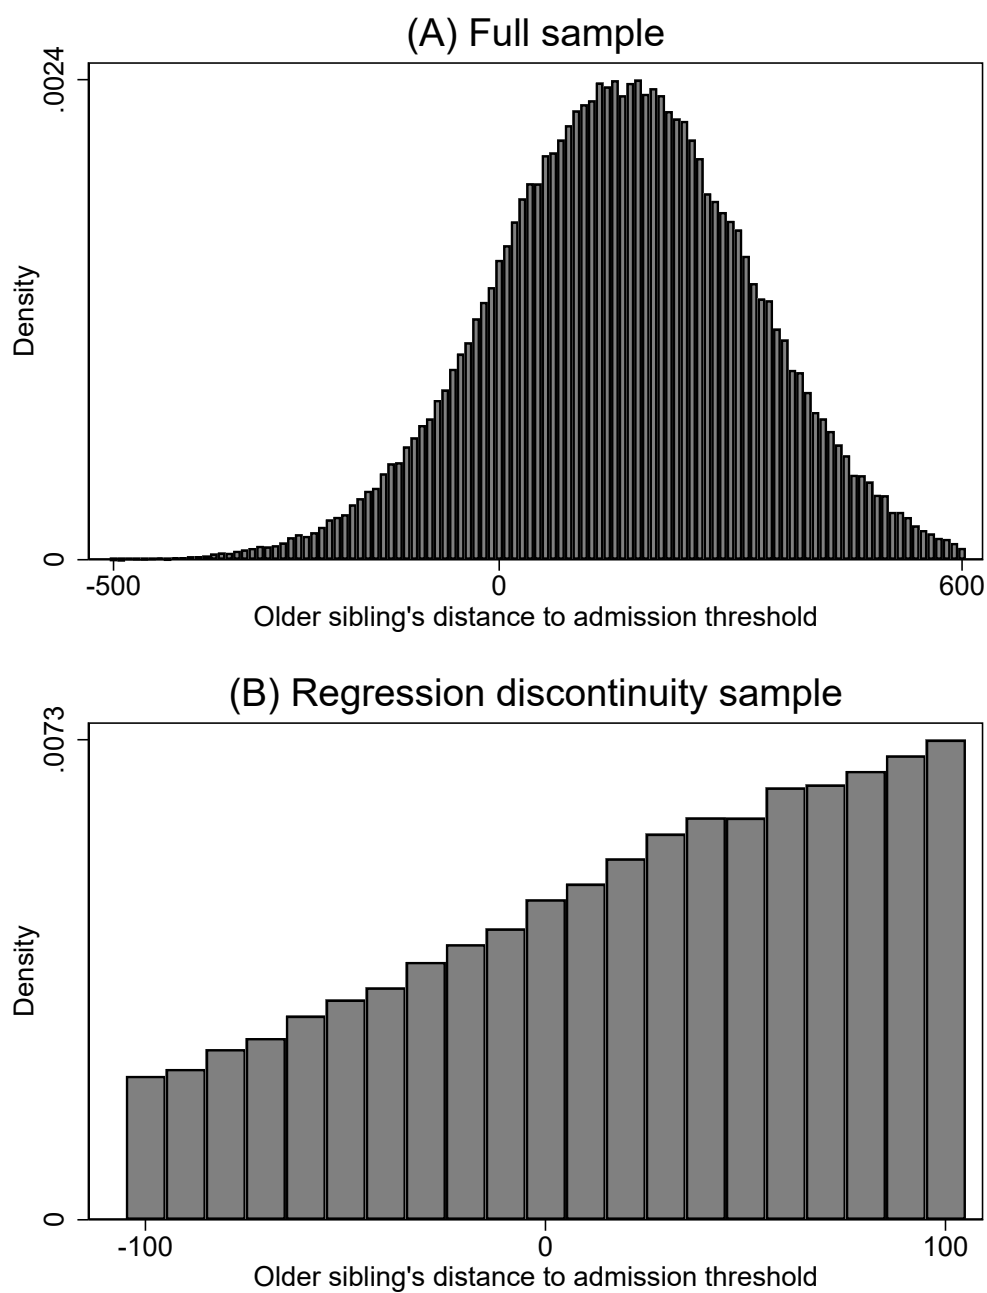 (A) Full sample
.0024
Density
0
-500 0 600
Older sibling's distance to admission threshold
(B) Regression discontinuity sample
.0073
Density
0
-100 0 100
Older sibling's distance to admission threshold